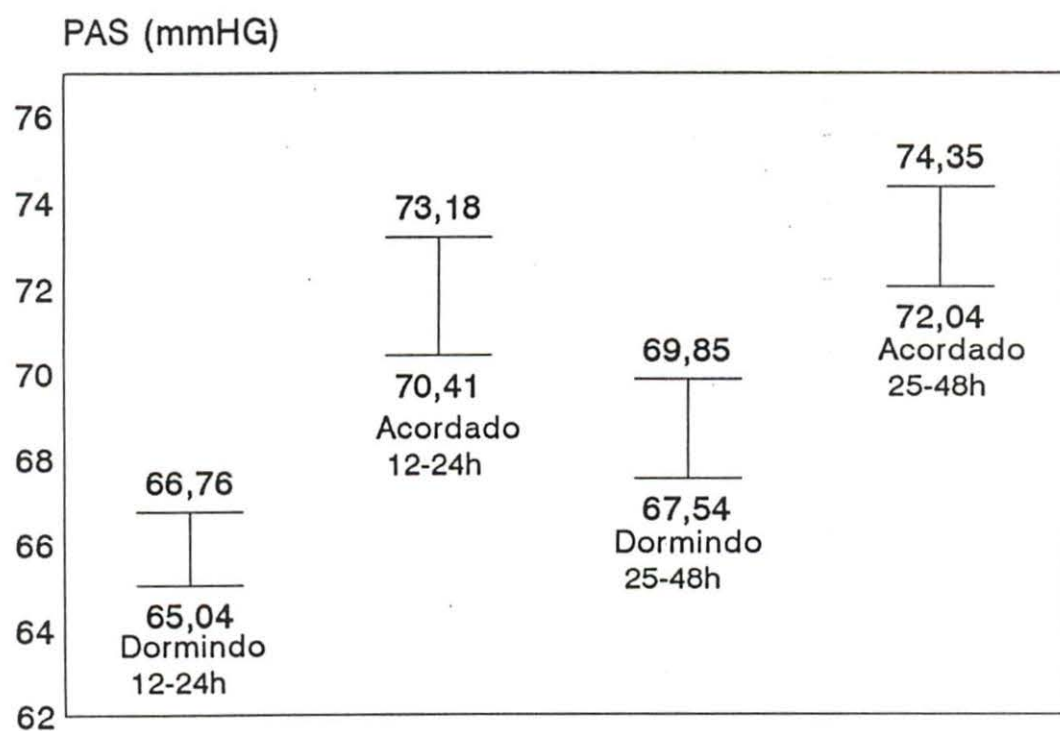 PAS (mmHG)
76
74
72
70
68
66
64
62
66,76
65,04
Dormindo
12-24h
73,18
70,41
Acordado
12-24h
69,85
67,54
Dormindo
25-48h
74,35
72,04
Acordado
25-48h